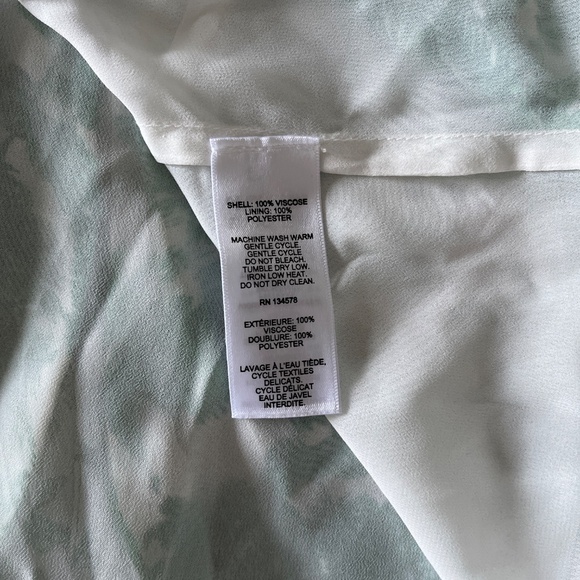 SHELL: 100% VISCOSE
LINING: 100%
POLYESTER
MACHINE WASH WARM
GENTLE CYCLE.
GENTLE CYCLE.
DO NOT BLEACH.
TUMBLE DRY LOW.
IRON LOW HEAT.
DO NOT DRY CLEAN.
RN 134578
EXTÉRIEURE: 100%
VISCOSE
DOUBLURE: 100%
POLYESTER
LAVAGE À L'EAU TIÈDE,
CYCLE TEXTILES
DELICATS.
CYCLE DÉLICAT
EAU DE JAVEL
INTERDITE.